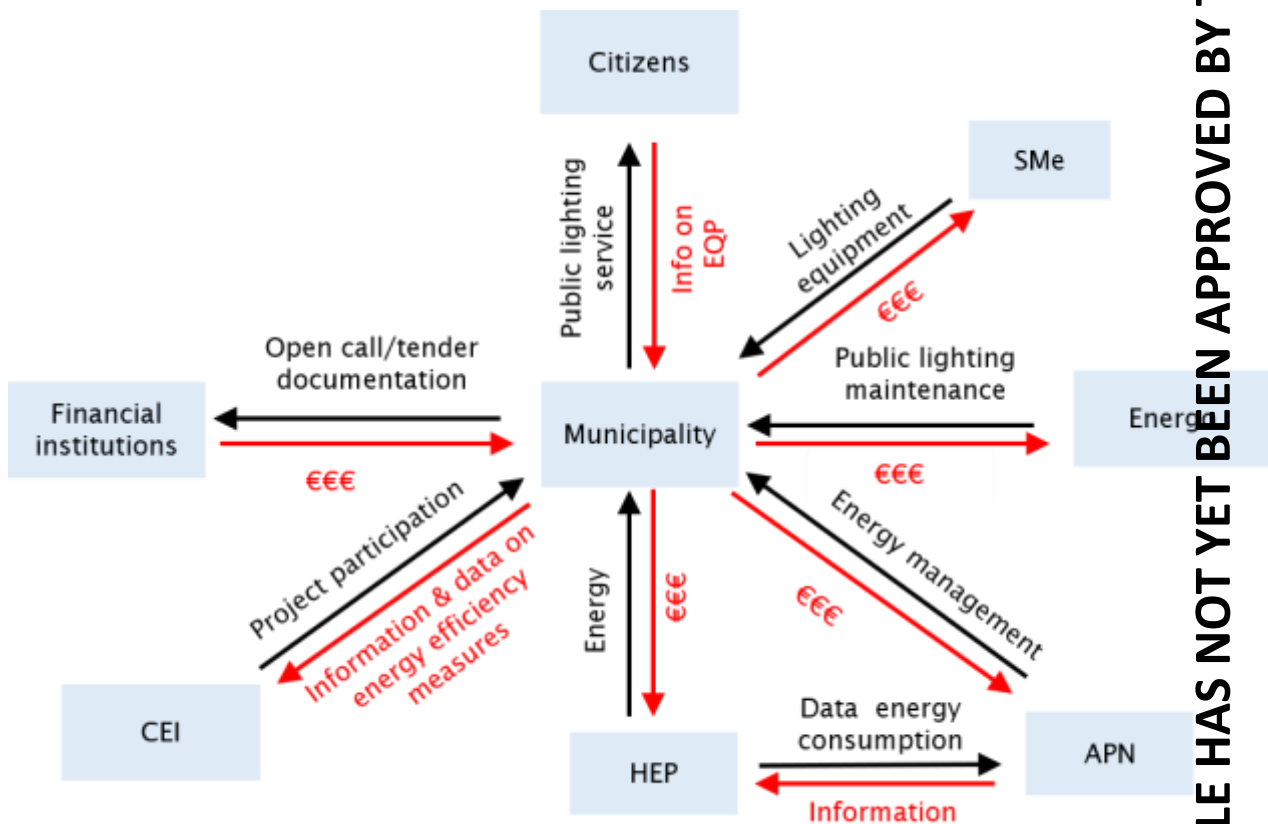 Citizens
SMe
Public lighting
service
Info on
EQP
Lighting
equipment
€€€
Open call/tender
documentation
Public lighting
maintenance
Financial
institutions
Municipality
Energo
€€€
€€€
Project participation
Information & data on
energy efficiency
measures
Energy
€€€
€€€
Energy management
CEI
HEP
Data energy
consumption
Information
APN
LE HAS NOT YET BEEN APPROVED BY